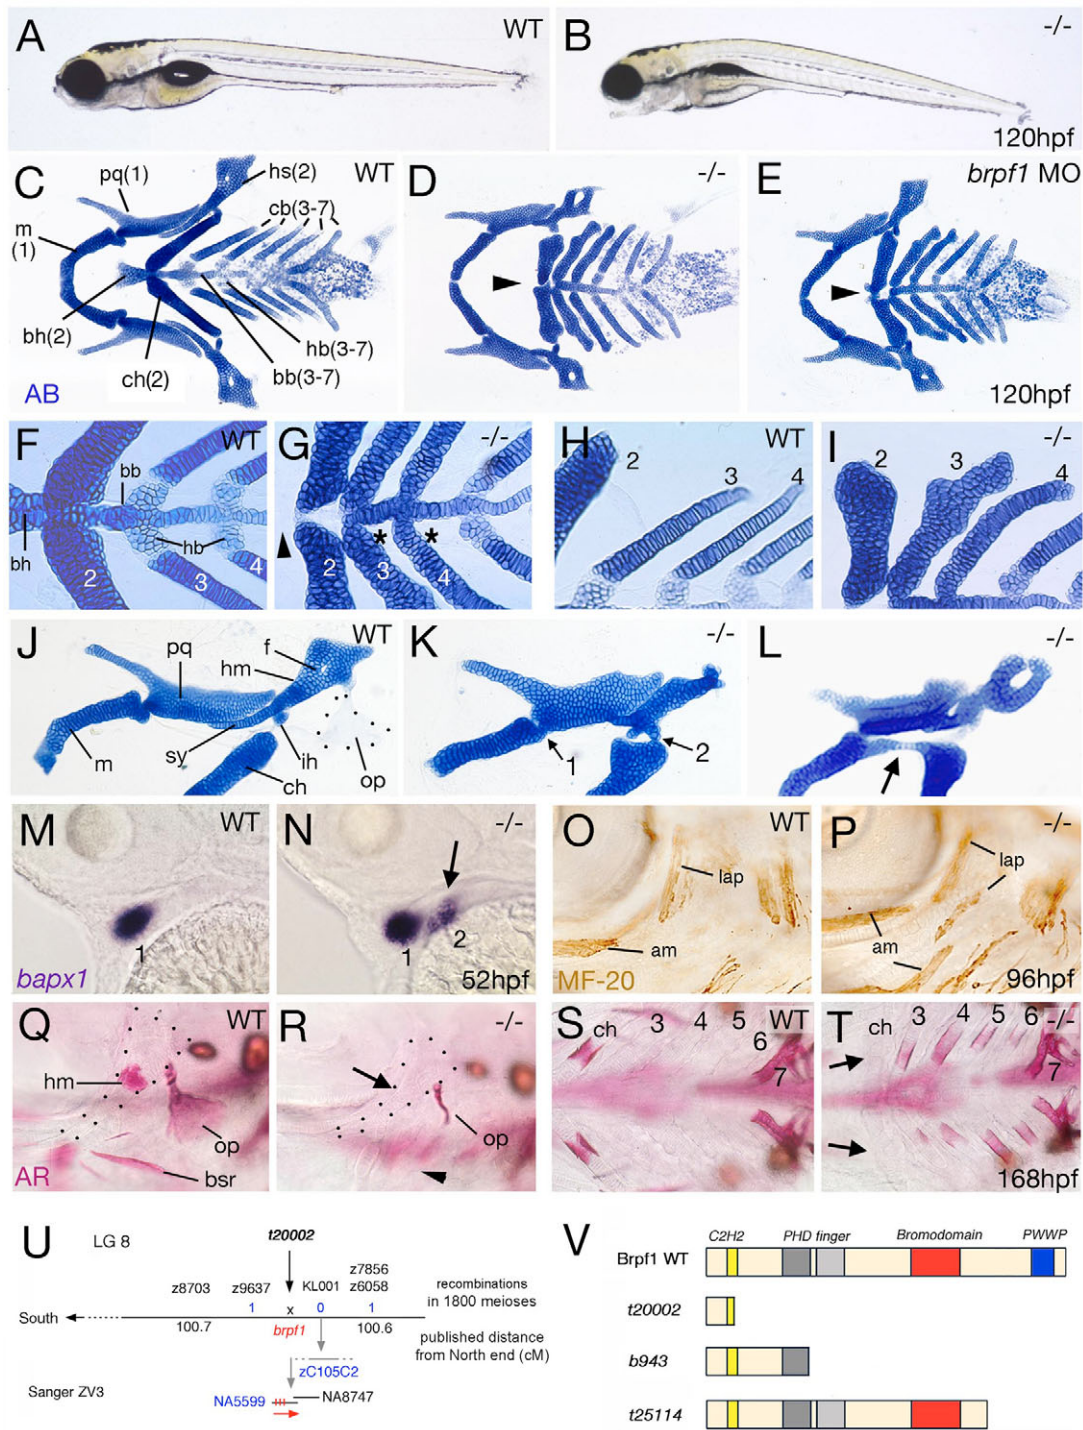 A WT
B -/-
120hpf
C WT
pq(1)
hs(2)
cb(3-7)
m
(1)
bh(2)
ch(2)
hb(3-7)
bb(3-7)
AB
D -/-
E brpf1 MO
120hpf
F WT
bb
bh
hb
2 3 4
G -/-
* *
2 3 4
H WT
2 3 4
I -/-
2 3 4
J WT
pq
hm
f
m
sy
ih
ch
op
K -/-
1 2
L -/-
M WT
1
bapx1
N -/-
1 2
52hpf
O WT
lap
am
MF-20
P -/-
lap
am
96hpf
Q WT
hm
op
bsr
AR
R -/-
op
S WT
ch 3 4 5 6 7
T -/-
ch 3 4 5 6 7
168hpf
U
LG 8
t20002
z8703 z9637 KL001 z7856
z6058
1 x 0 1
recombinations
in 1800 meioses
South
100.7 brpf1 100.6
published distance
from North end (cM)
zC105C2
Sanger ZV3
NA5599 NA8747
V
C2H2 PHD finger Bromodomain PWWP
Brpf1 WT
t20002
b943
t25114